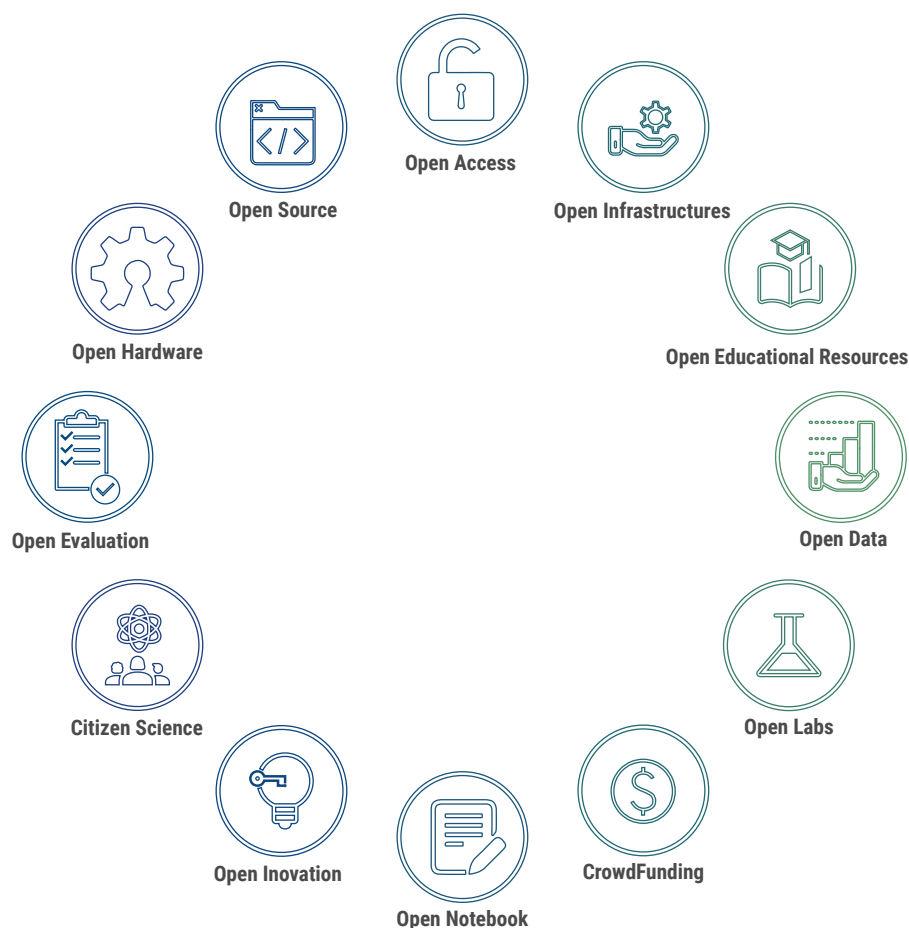 Open Access
Open Source
Open Infrastructures
Open Hardware
Open Educational Resources
Open Evaluation
Open Data
Citizen Science
Open Labs
Open Inovation
CrowdFunding
Open Notebook